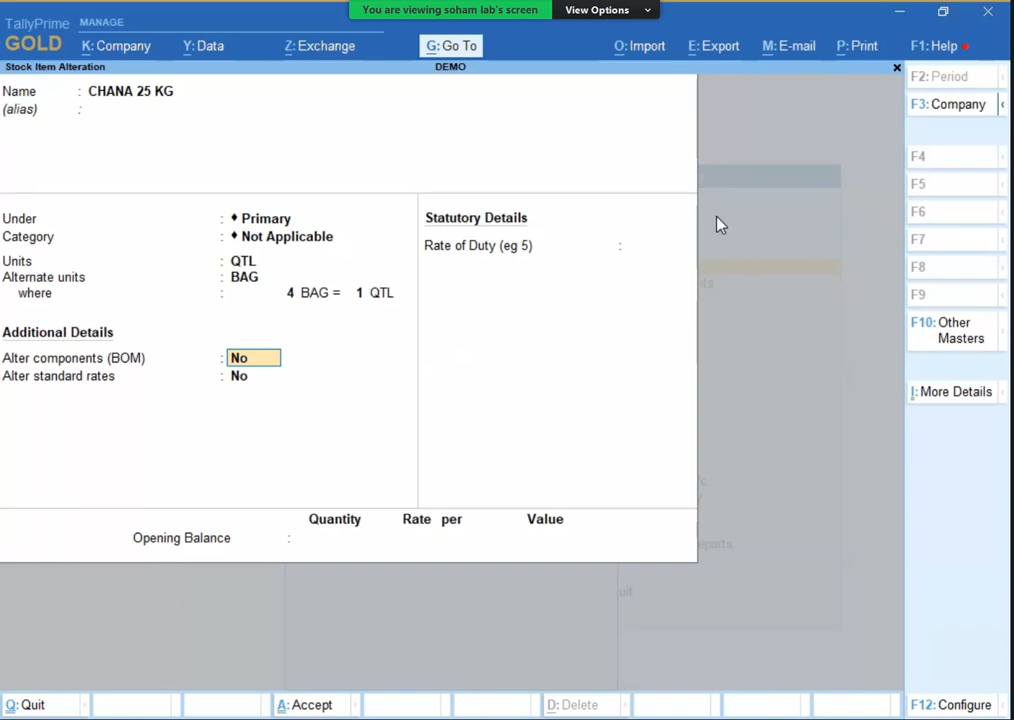 You are viewing soham lab's screen
View Options
TallyPrime
GOLD
MANAGE
K: Company
Y: Data
Z: Exchange
G: Go To
O: Import
E: Export
M: E-mail
P: Print
F1: Help
Stock Item Alteration
DEMO
Name : CHANA 25 KG
(alias) :
Under : ♦ Primary
Category : ♦ Not Applicable
Units : QTL
Alternate units : BAG
where : 4 BAG = 1 QTL
Additional Details
Alter components (BOM) : No
Alter standard rates : No
Statutory Details
Rate of Duty (eg 5) :
Quantity Rate per Value
Opening Balance :
F2: Period
F3: Company
F4
F5
F6
F7
F8
F9
F10: Other
Masters
I: More Details
Q: Quit
A: Accept
D: Delete
F12: Configure